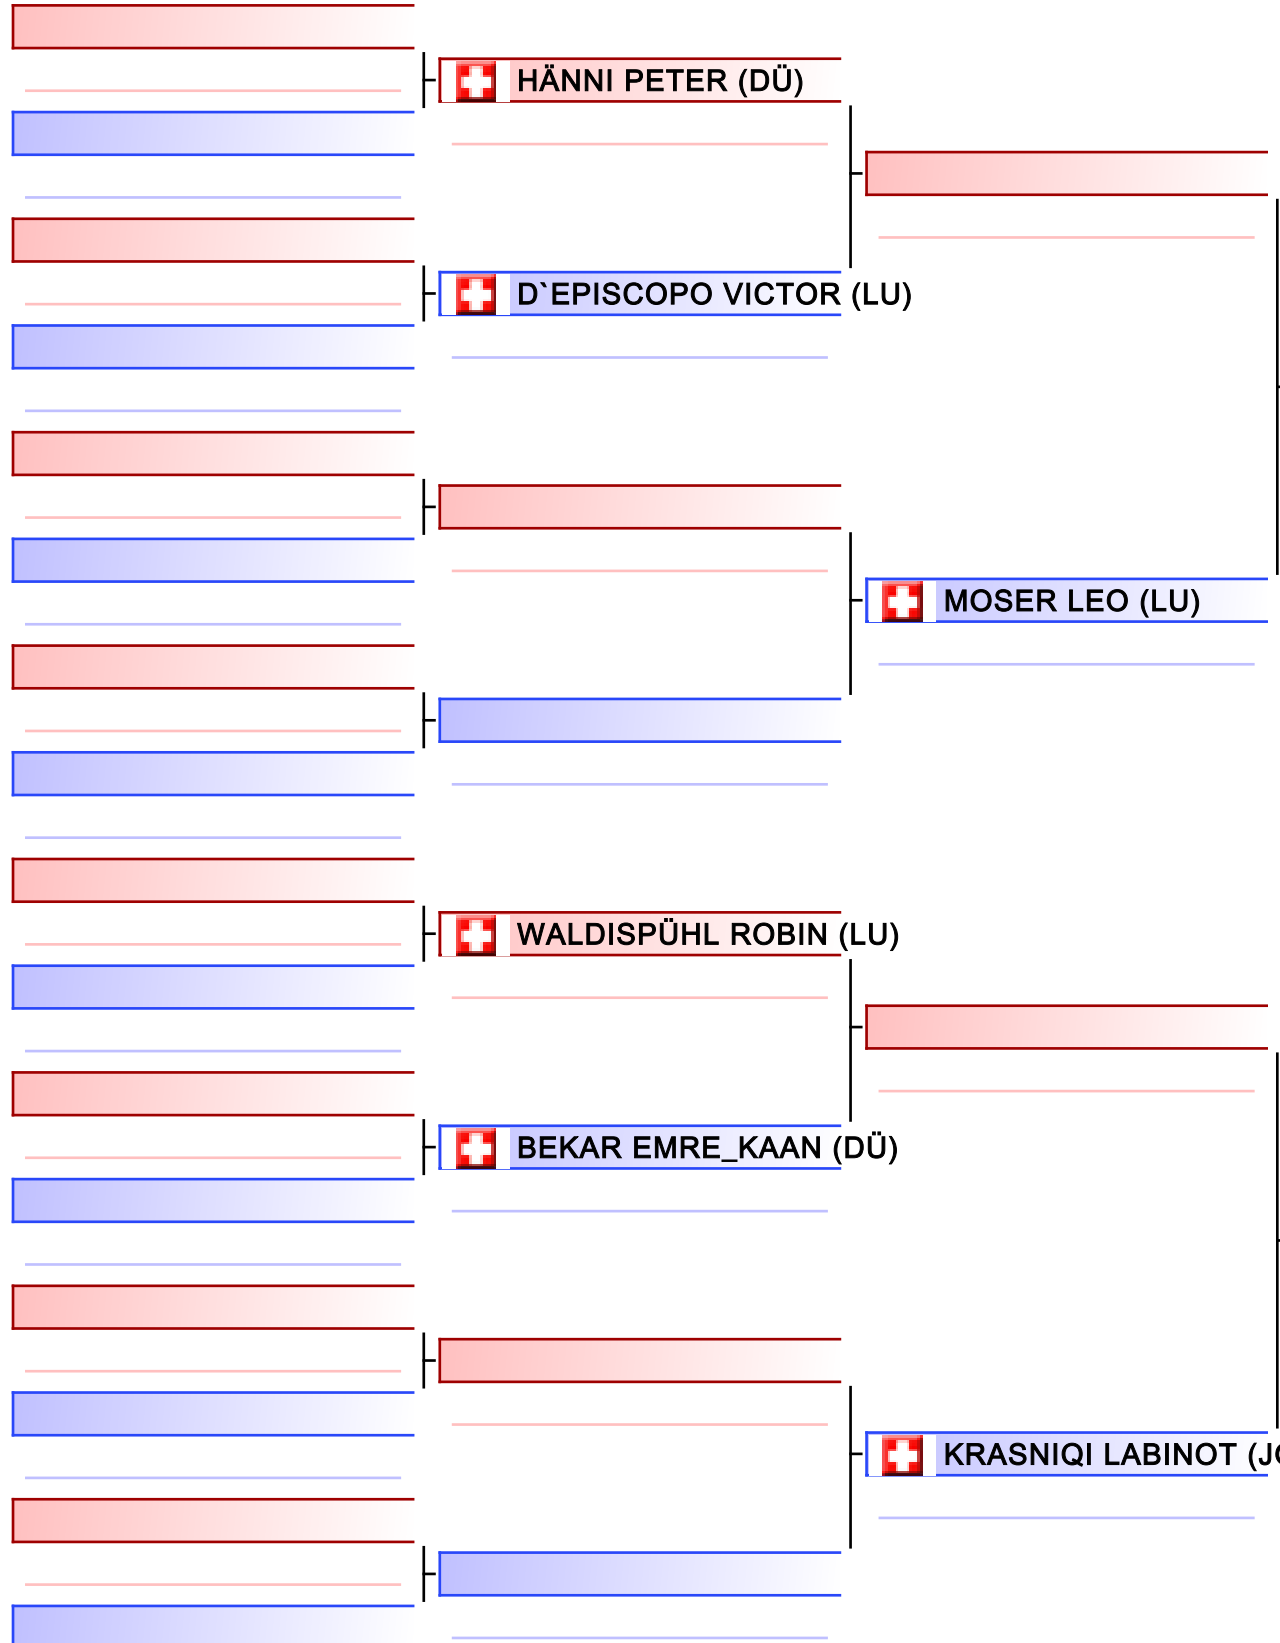 HÄNNI PETER (DÜ)
D`EPISCOPO VICTOR (LU)
MOSER LEO (LU)
WALDISPÜHL ROBIN (LU)
BEKAR EMRE_KAAN (DÜ)
KRASNIQI LABINOT